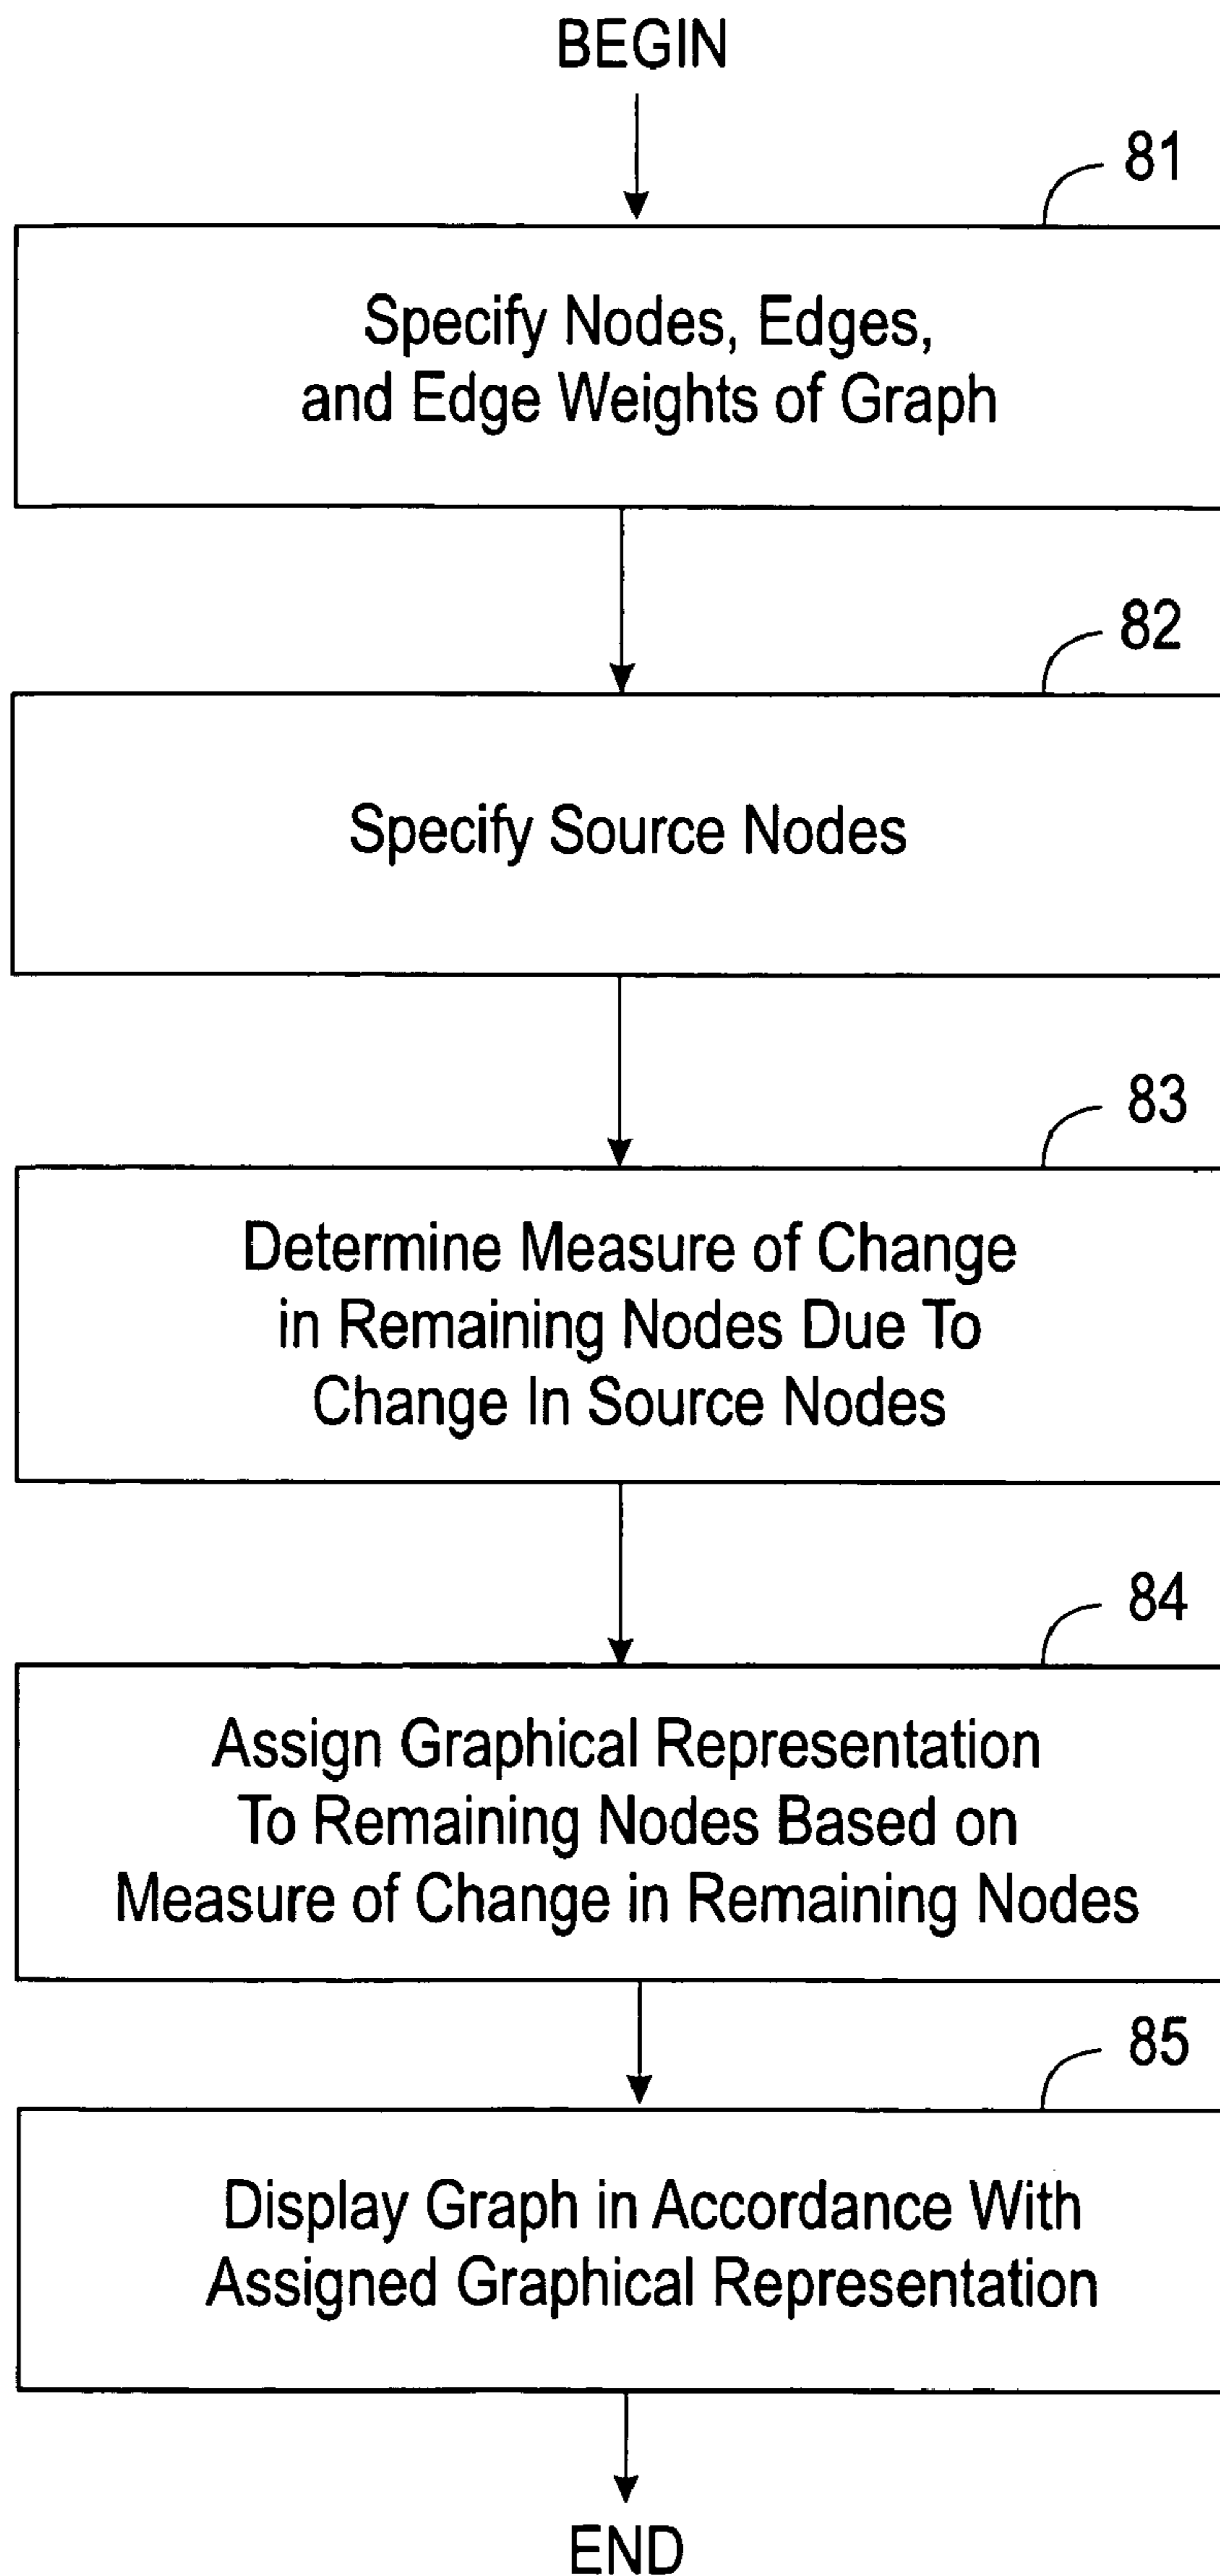 BEGIN
81
Specify Nodes, Edges,
and Edge Weights of Graph
82
Specify Source Nodes
83
Determine Measure of Change
in Remaining Nodes Due To
Change In Source Nodes
84
Assign Graphical Representation
To Remaining Nodes Based on
Measure of Change in Remaining Nodes
85
Display Graph in Accordance With
Assigned Graphical Representation
END